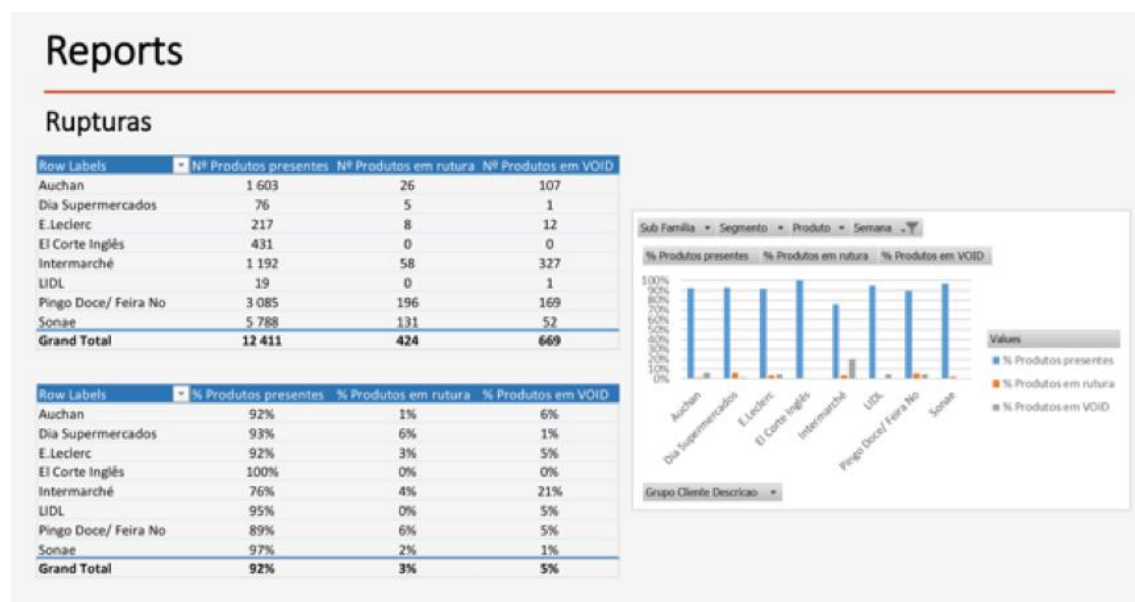 Reports
Rupturas
Row Labels Nº Produtos presentes Nº Produtos em rutura Nº Produtos em VOID
Auchan 1 603 26 107
Dia Supermercados 76 5 1
E.Leclerc 217 8 12
El Corte Inglês 431 0 0
Intermarché 1 192 58 327
LIDL 19 0 1
Pingo Doce/ Feira No 3 085 196 169
Sonae 5 788 131 52
Grand Total 12 411 424 669
Row Labels % Produtos presentes % Produtos em rutura % Produtos em VOID
Auchan 92% 1% 6%
Dia Supermercados 93% 6% 1%
E.Leclerc 92% 3% 5%
El Corte Inglês 100% 0% 0%
Intermarché 76% 4% 21%
LIDL 95% 0% 5%
Pingo Doce/ Feira No 89% 6% 5%
Sonae 97% 2% 1%
Grand Total 92% 3% 5%
Sub Familia Segmento Produto Semana
% Produtos presentes % Produtos em rutura % Produtos em VOID
100%
90%
80%
70%
60%
50%
40%
30%
20%
10%
0%
Auchan
Dia Supermercados
E.Leclerc
El Corte Inglês
Intermarché
LIDL
Pingo Doce/ Feira No
Sonae
Values
% Produtos presentes
% Produtos em rutura
% Produtos em VOID
Grupo Cliente Descricao